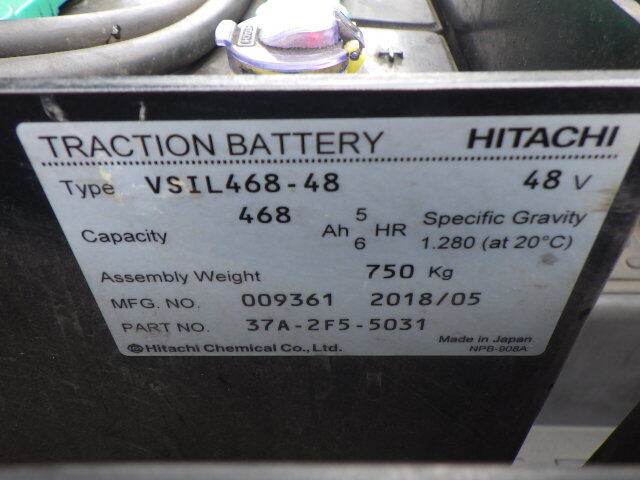 TRACTION BATTERY HITACHI
Type VSIL468-48 48 V
Capacity 468 Ah 5 6 HR Specific Gravity
1.280 (at 20°C)
Assembly Weight 750 Kg
MFG. NO. 009361 2018/05
PART NO. 37A-2F5-5031
Hitachi Chemical Co., Ltd. Made in Japan
NPB-908A